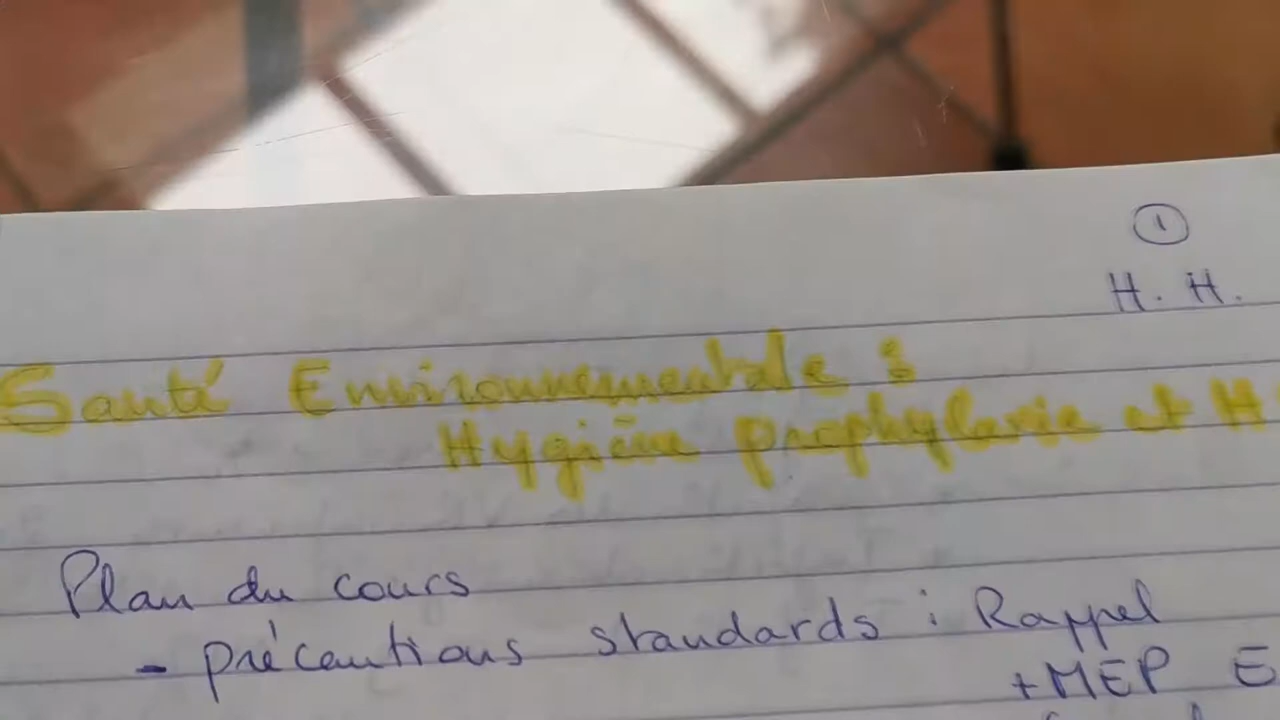 1
H. H.
Santé Environnementale :
Hygiène prophylaxie et H
Plan du cours
- précautions standards : Rappel
+ MEP E